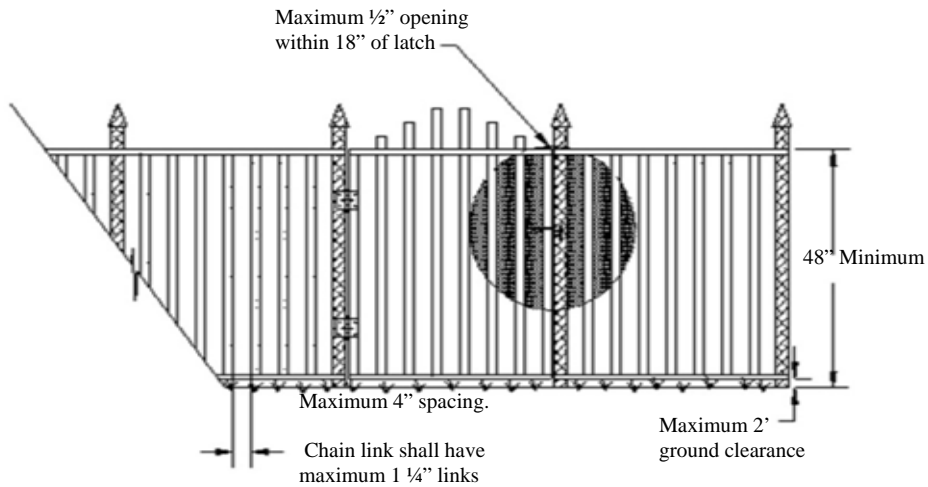 Maximum ½” opening
within 18” of latch
48” Minimum
Maximum 4” spacing.
Maximum 2’
ground clearance
Chain link shall have
maximum 1 ¼” links